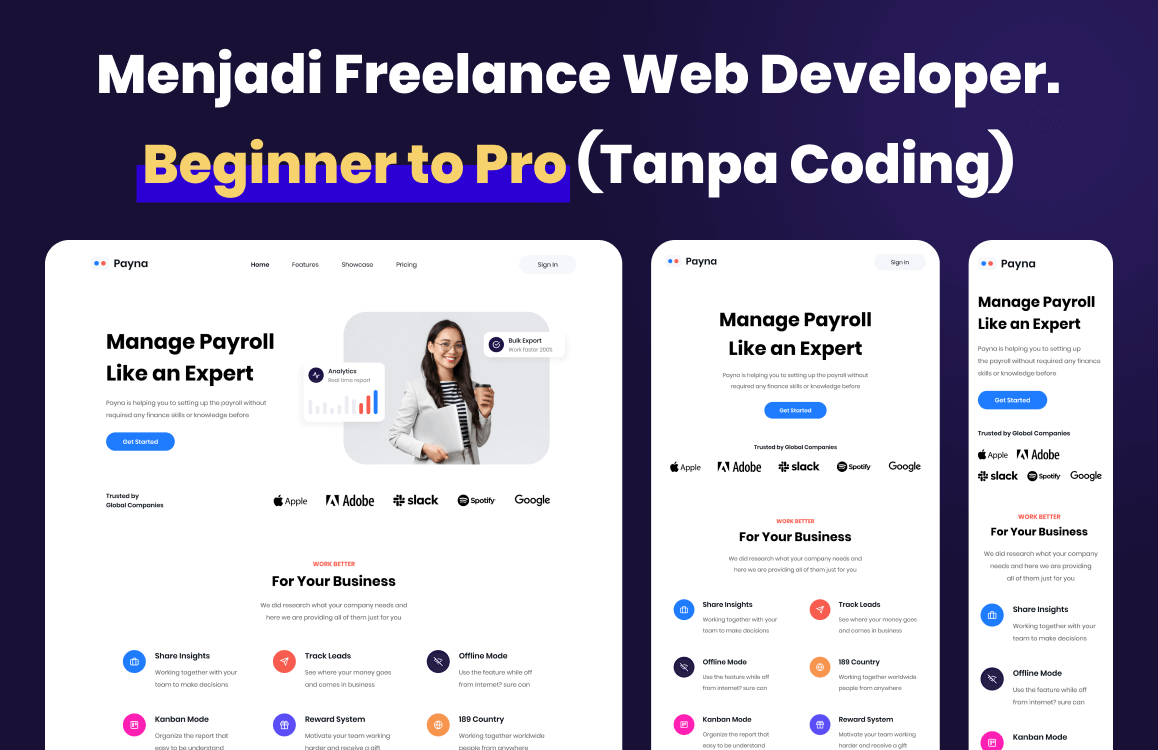 Menjadi Freelance Web Developer.
Beginner to Pro (Tanpa Coding)
Payna
Home Features Showcase Pricing
Sign In
Manage Payroll
Like an Expert
Payna is helping you to setting up the payroll without
required any finance skills or knowledge before
Get Started
Analytics
Real time report
Bulk Export
Work faster 200%
Trusted by
Global Companies
Apple Adobe slack Spotify Google
WORK BETTER
For Your Business
We did research what your company needs and
here we are providing all of them just for you
Share Insights
Working together with your
team to make decisions
Track Leads
See where your money goes
and comes in business
Offline Mode
Use the feature while off
from internet? sure can
Kanban Mode
Organize the report that
easy to be understand
Reward System
Motivate your team working
harder and receive a gift
189 Country
Working together worldwide
people from anywhere
Payna
Sign In
Manage Payroll
Like an Expert
Payna is helping you to setting up the payroll without
required any finance skills or knowledge before
Get Started
Trusted by Global Companies
Apple Adobe slack Spotify Google
WORK BETTER
For Your Business
We did research what your company needs and
here we are providing all of them just for you
Share Insights
Working together with your
team to make decisions
Track Leads
See where your money goes
and comes in business
Offline Mode
Use the feature while off
from internet? sure can
189 Country
Working together worldwide
people from anywhere
Kanban Mode
Organize the report that
easy to be understand
Reward System
Motivate your team working
harder and receive a gift
Payna
Manage Payroll
Like an Expert
Payna is helping you to setting up
the payroll without required any finance
skills or knowledge before
Get Started
Trusted by Global Companies
Apple Adobe
slack Spotify Google
WORK BETTER
For Your Business
We did research what your company
needs and here we are providing
all of them just for you
Share Insights
Working together with your
team to make decisions
Offline Mode
Use the feature while off
from internet? sure can
Kanban Mode